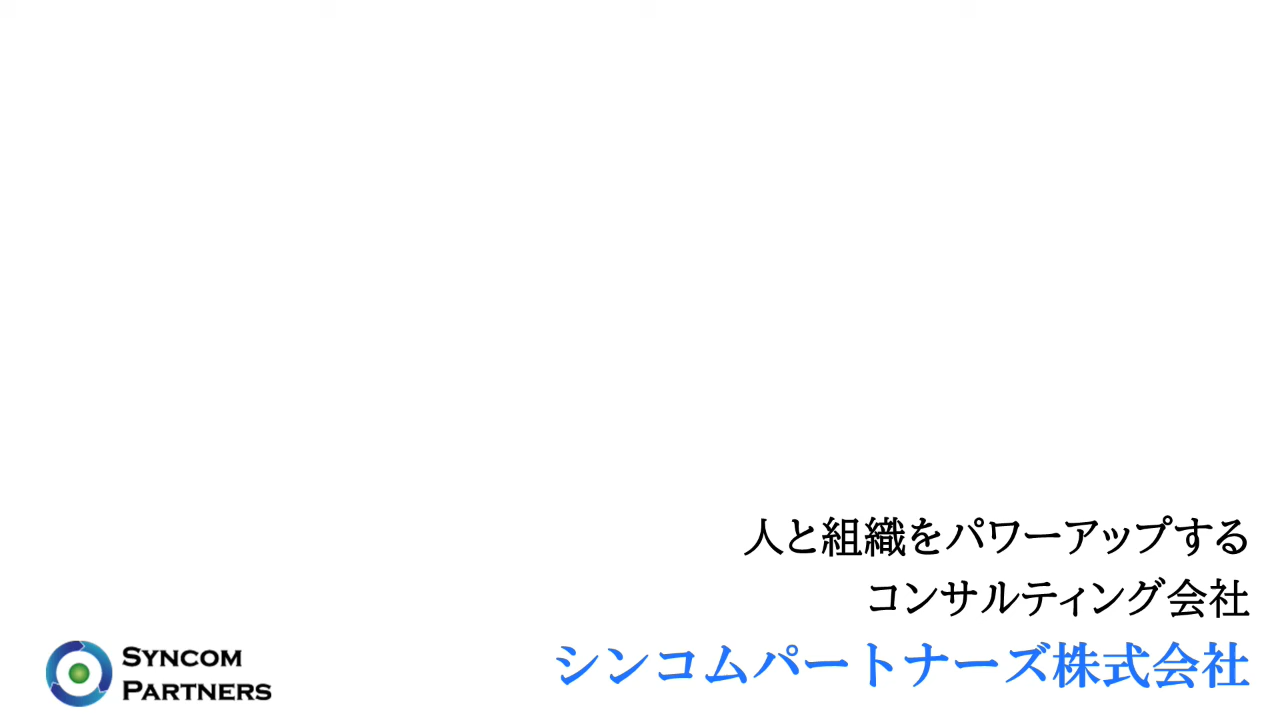 人と組織をパワーアップする
コンサルティング会社
シンコムパートナーズ株式会社
SYNCOM
PARTNERS